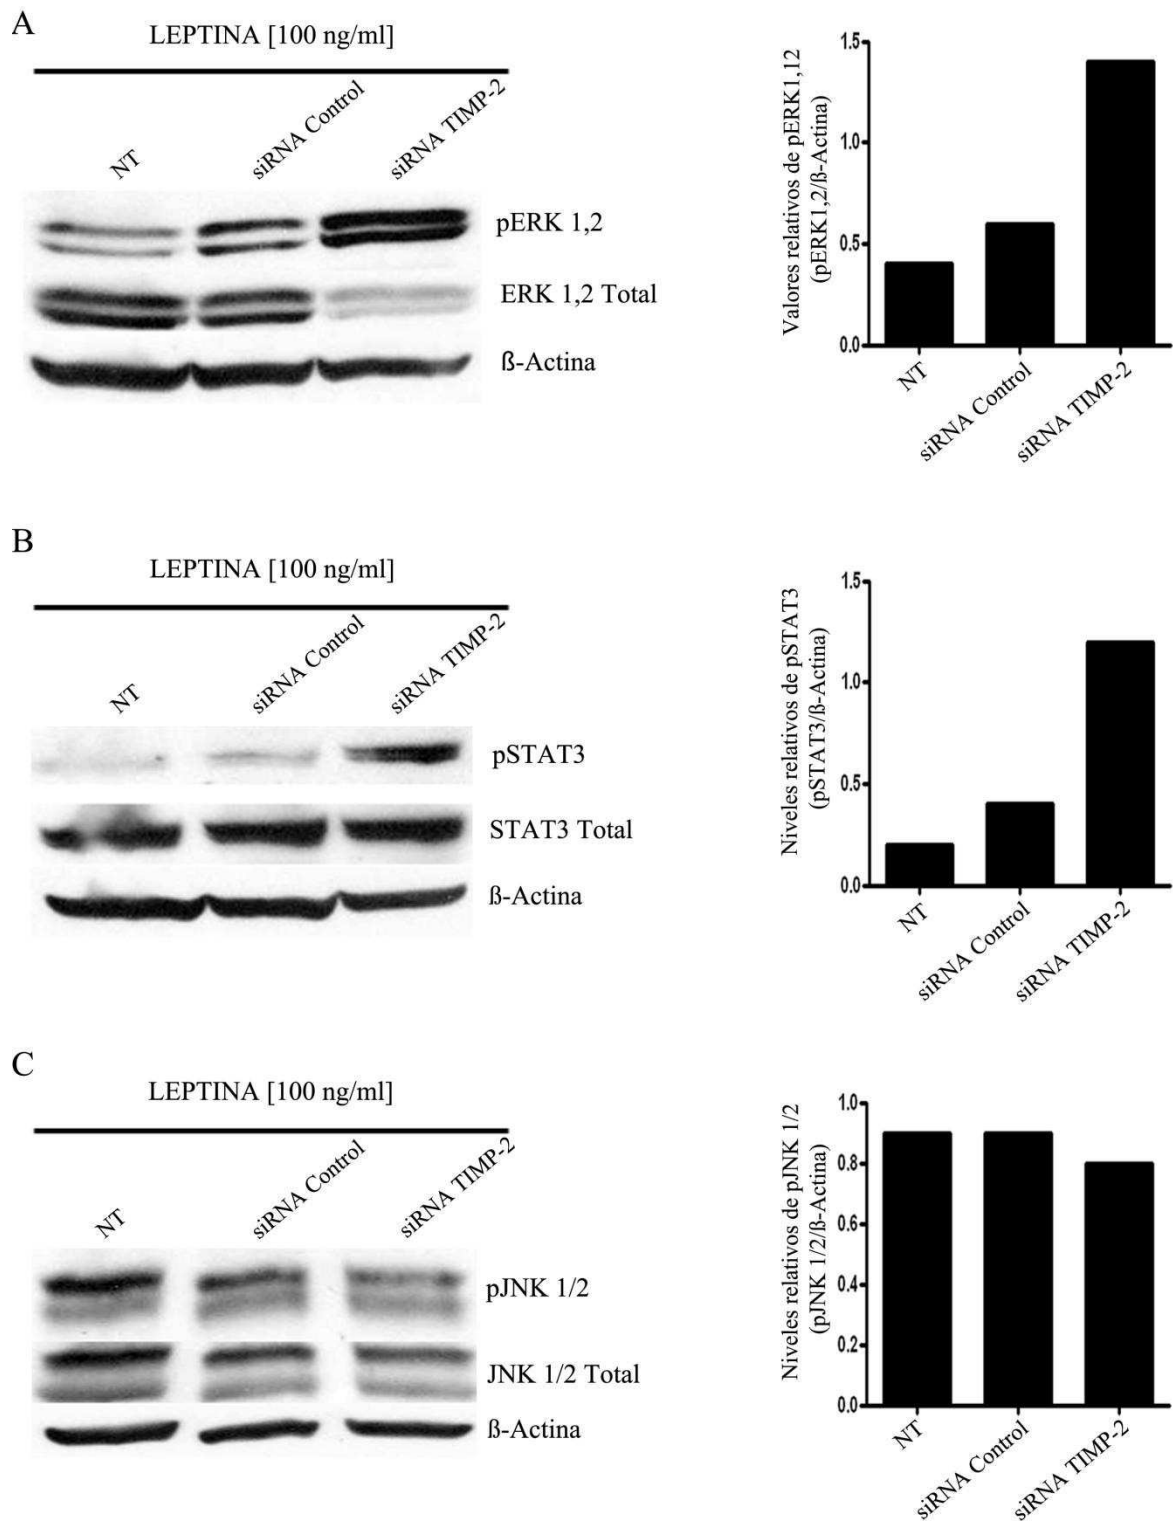 A
LEPTINA [100 ng/ml]
NT
siRNA Control
siRNA TIMP-2
pERK 1,2
ERK 1,2 Total
ß-Actina
Valores relativos de pERK1,12
(pERK1,2/ß-Actina)
1.5
1.0
0.5
0.0
NT
siRNA Control
siRNA TIMP-2
B
LEPTINA [100 ng/ml]
NT
siRNA Control
siRNA TIMP-2
pSTAT3
STAT3 Total
ß-Actina
Niveles relativos de pSTAT3
(pSTAT3/ß-Actina)
1.5
1.0
0.5
0.0
NT
siRNA Control
siRNA TIMP-2
C
LEPTINA [100 ng/ml]
NT
siRNA Control
siRNA TIMP-2
pJNK 1/2
JNK 1/2 Total
ß-Actina
Niveles relativos de pJNK 1/2
(pJNK 1/2/ß-Actina)
1.0
0.8
0.6
0.4
0.2
0.0
NT
siRNA Control
siRNA TIMP-2